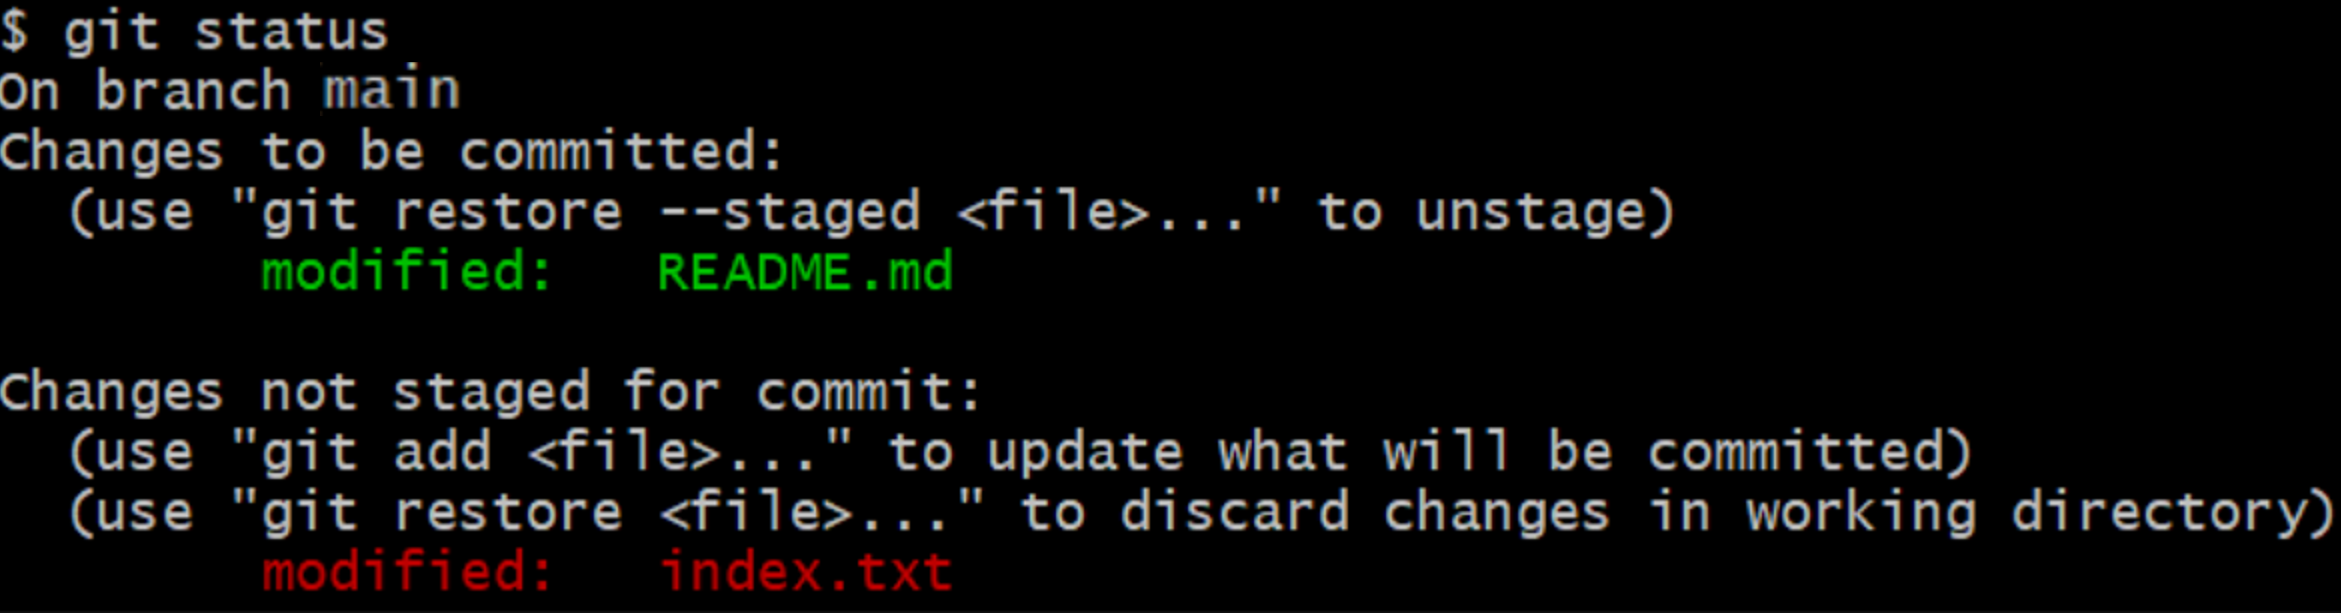 $ git status
On branch main
Changes to be committed:
  (use "git restore --staged <file>..." to unstage)
        modified:   README.md

Changes not staged for commit:
  (use "git add <file>..." to update what will be committed)
  (use "git restore <file>..." to discard changes in working directory)
        modified:   index.txt